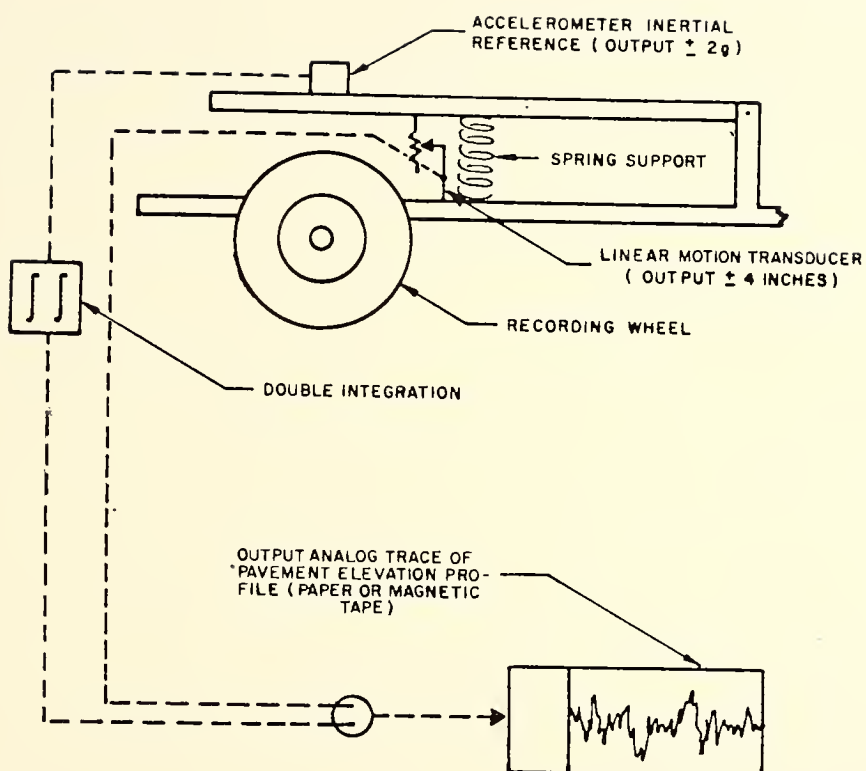 ACCELEROMETER INERTIAL
REFERENCE ( OUTPUT ± 2g)
SPRING SUPPORT
LINEAR MOTION TRANSDUCER
( OUTPUT ± 4 INCHES)
RECORDING WHEEL
∫ ∫
DOUBLE INTEGRATION
OUTPUT ANALOG TRACE OF
PAVEMENT ELEVATION PRO-
FILE (PAPER OR MAGNETIC
TAPE)